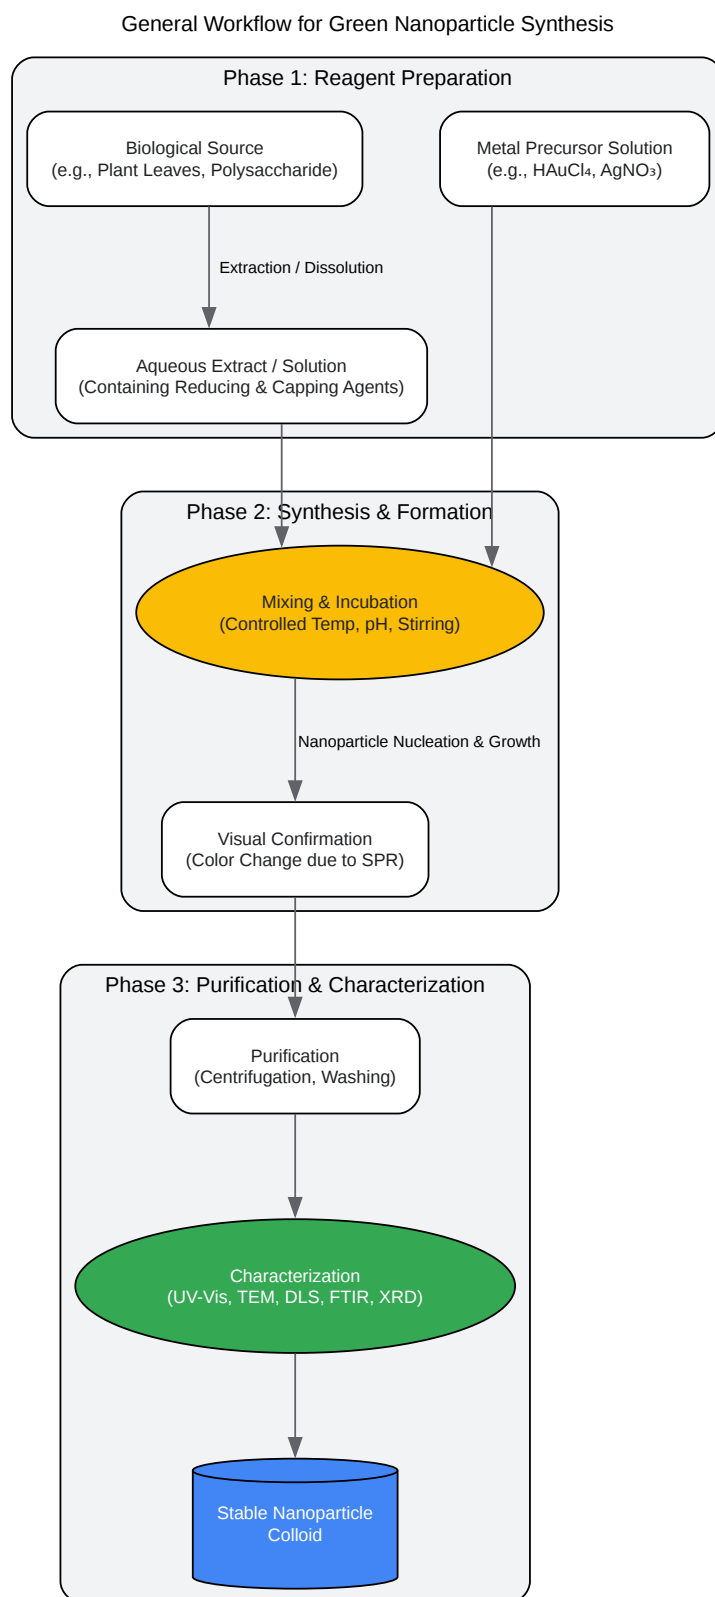 General Workflow for Green Nanoparticle Synthesis
Phase 1: Reagent Preparation
Biological Source
(e.g., Plant Leaves, Polysaccharide)
Metal Precursor Solution
(e.g., HAuCl₄, AgNO₃)
Extraction / Dissolution
Aqueous Extract / Solution
(Containing Reducing & Capping Agents)
Phase 2: Synthesis & Formation
Mixing & Incubation
(Controlled Temp, pH, Stirring)
Nanoparticle Nucleation & Growth
Visual Confirmation
(Color Change due to SPR)
Phase 3: Purification & Characterization
Purification
(Centrifugation, Washing)
Characterization
(UV-Vis, TEM, DLS, FTIR, XRD)
Stable Nanoparticle
Colloid